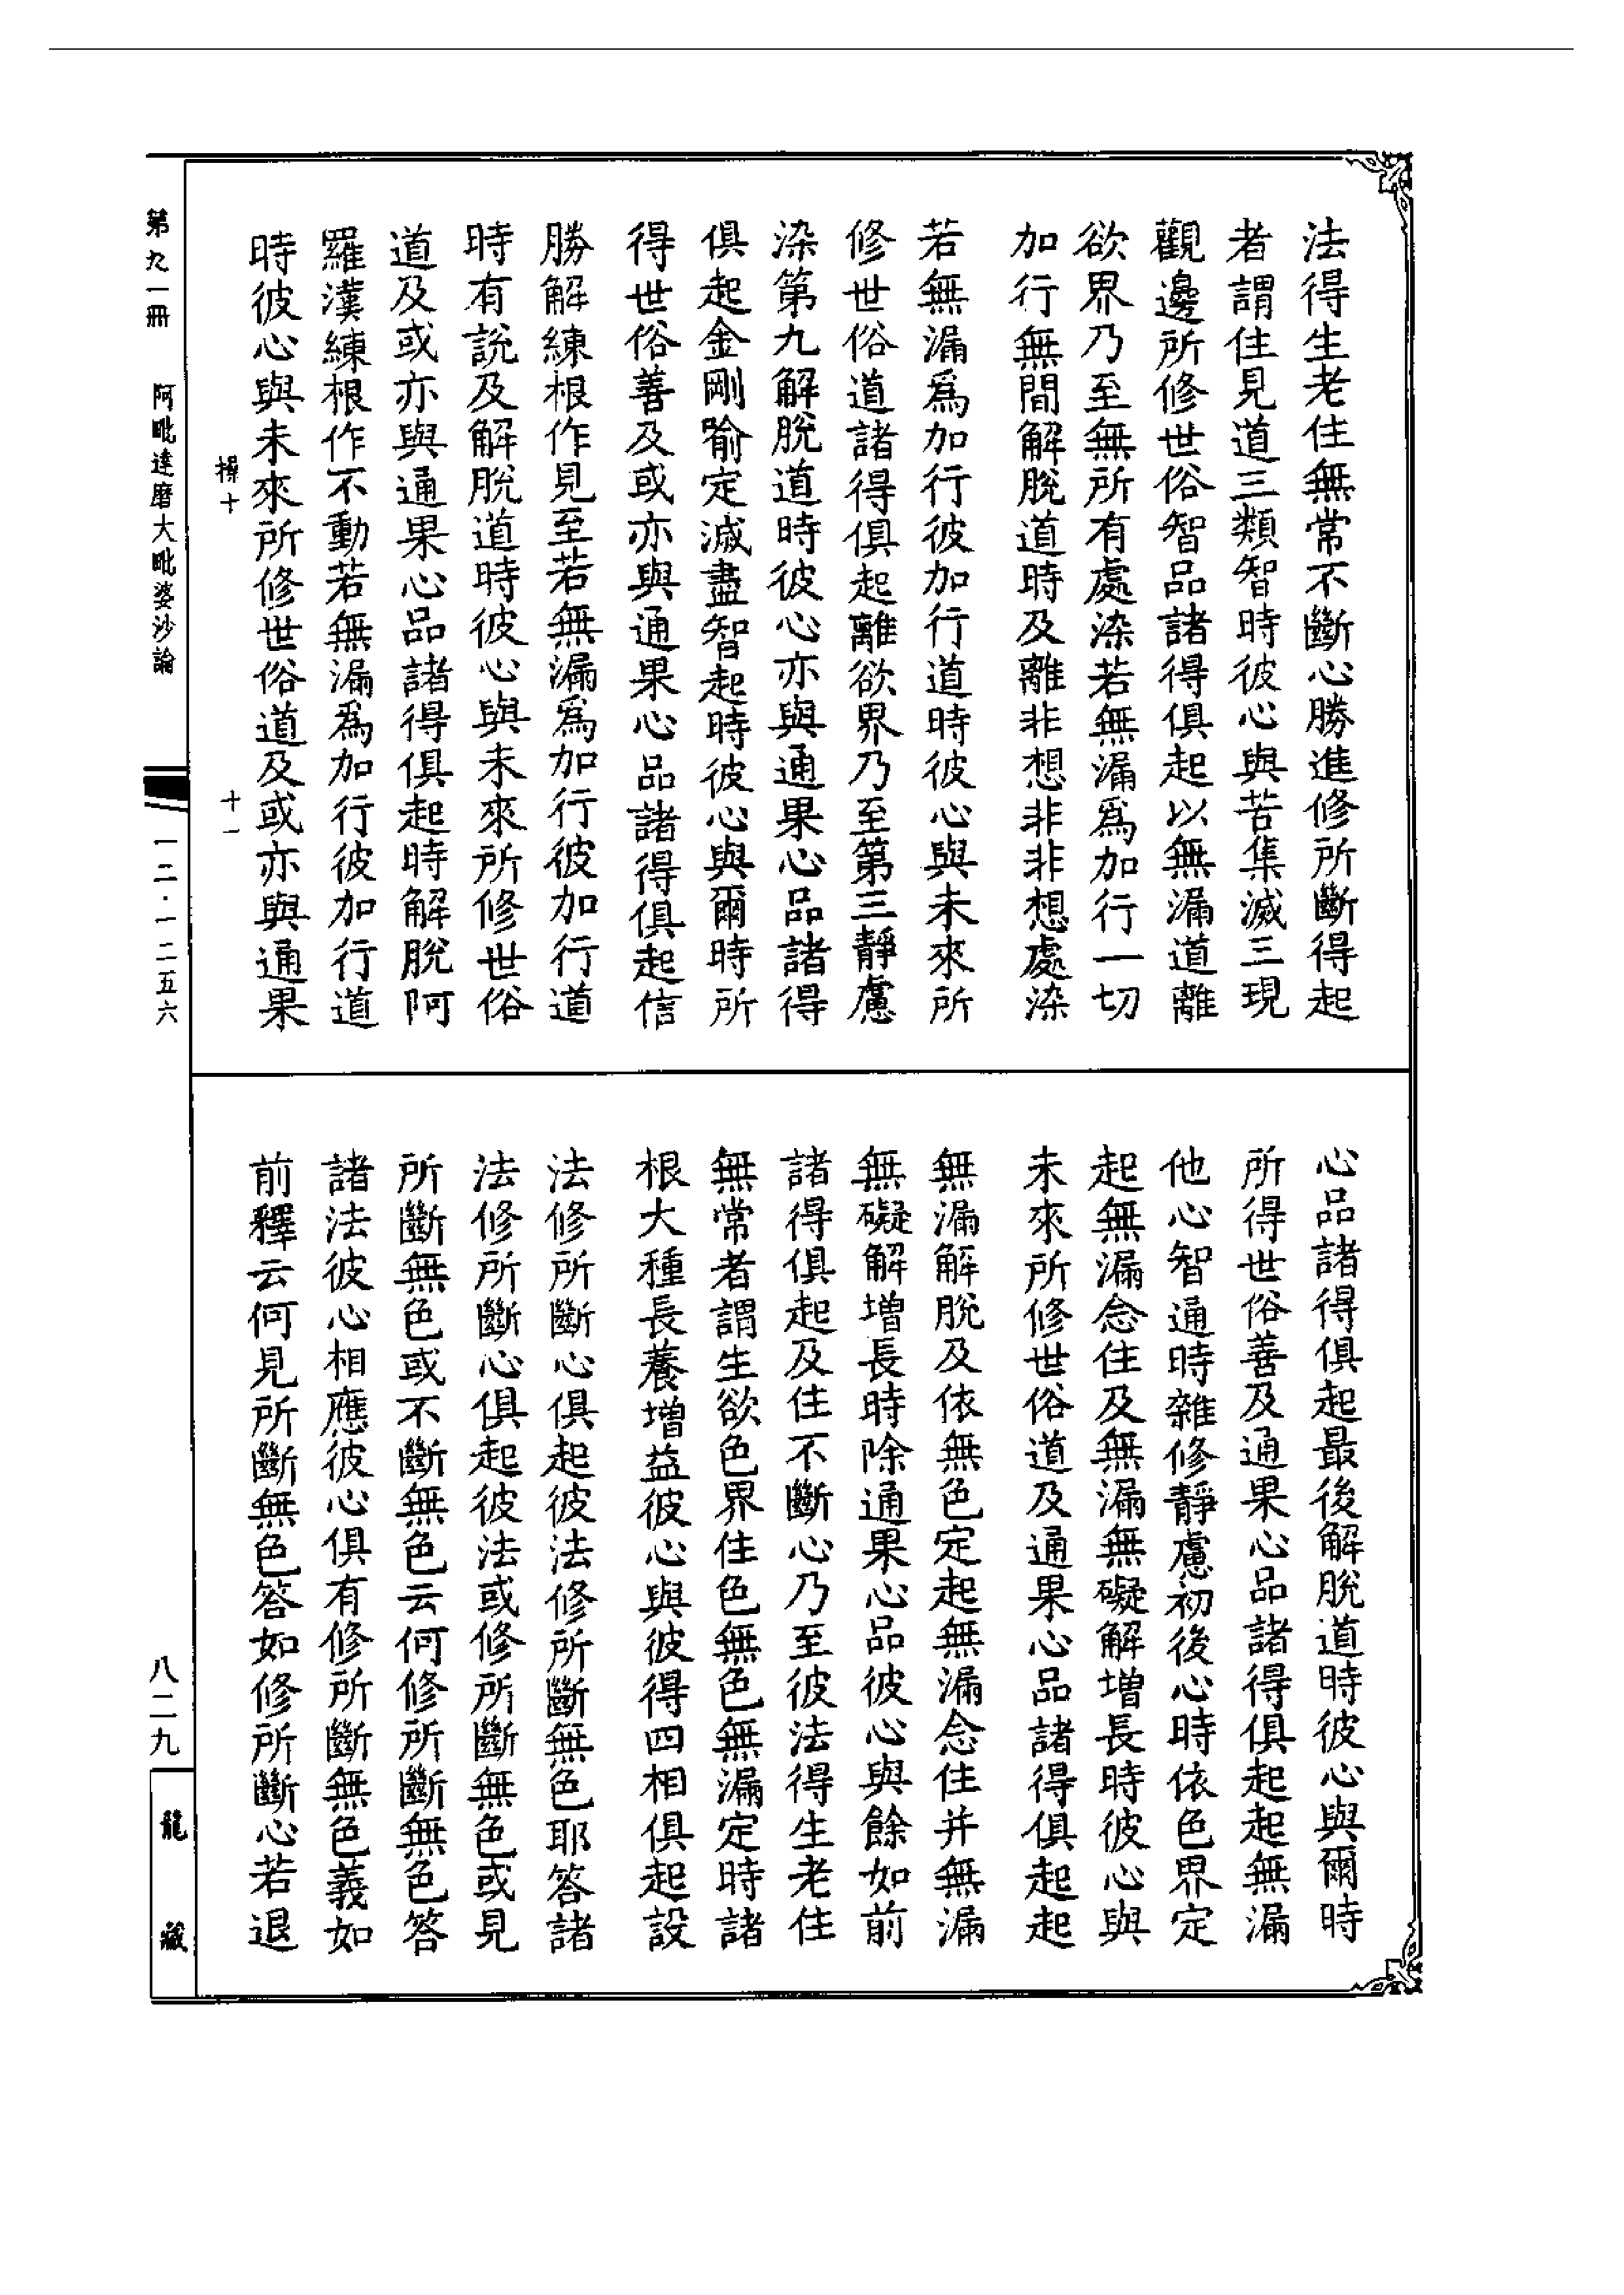 法得生老住無常不斷心勝進修所斷得起
者謂住見道三類智時彼心與苦集滅三現
觀邊所修世俗智品諸得俱起以無漏道離
欲界乃至無所有處染若無漏爲加行一切
加行無間解脫道時及離非想非非想處染
若無漏爲加行彼加行道時彼心與未來所
修世俗道諸得俱起離欲界乃至第三靜慮
染第九解脫道時彼心亦與通果心品諸得
俱起金剛喻定滅盡智起時彼心與爾時所
得世俗善及或亦與通果心品諸得俱起信
勝解練根作見至若無漏爲加行彼加行道
時有說及解脫道時彼心與未來所修世俗
道及或亦與通果心品諸得俱起時解脫阿
羅漢練根作不動若無漏爲加行彼加行道
時彼心與未來所修世俗道及或亦與通果
心品諸得俱起最後解脫道時彼心與爾時
所得世俗善及通果心品諸得俱起起無漏
他心智通時雜修靜慮初後心時依色界定
起無漏念住及無漏無礙解增長時彼心與
未來所修世俗道及通果心品諸得俱起起
無漏解脫及依無色定起無漏念住并無漏
無礙解增長時除通果心品彼心與餘如前
諸得俱起及住不斷心乃至彼法得生老住
無常者謂生欲色界住色無色無漏定時諸
根大種長養增益彼心與彼得四相俱起設
法修所斷心俱起彼法修所斷無色耶答諸
法修所斷心俱起彼法或修所斷無色或見
所斷無色或不斷無色云何修所斷無色答
諸法彼心相應彼心俱有修所斷無色義如
前釋云何見所斷無色答如修所斷心若退
十
十一
第九一冊
阿毗達磨大毗婆沙論
一二·一二五六
八二九
龍藏